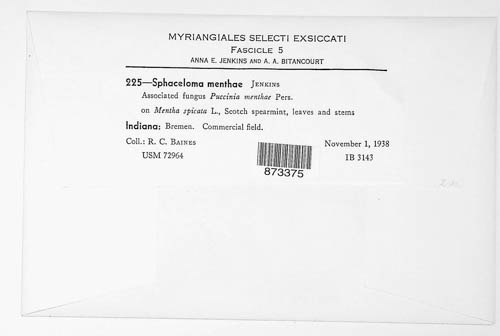 MYRIANGIALES SELECTI EXSICCATI
FASCICLE 5
ANNA E. JENKINS AND A. A. BITANCOURT
225—Sphaceloma menthae JENKINS
Associated fungus Puccinia menthae Pers.
on Mentha spicata L., Scotch spearmint, leaves and stems
Indiana: Bremen. Commercial field.
Coll.: R. C. BAINES November 1, 1938
USM 72964 IB 3143
873375